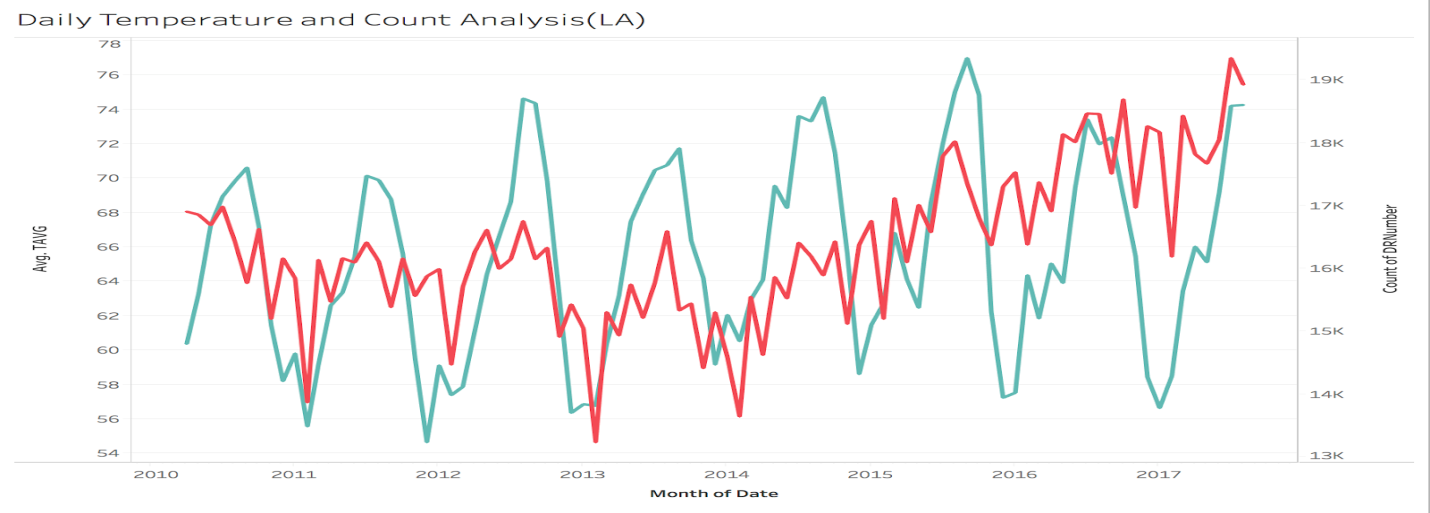 Daily Temperature and Count Analysis(LA)
78
76
74
72
70
68
66
64
62
60
58
56
54
Avg. TAVG
19K
18K
17K
16K
15K
14K
13K
Count of DRNumber
2010 2011 2012 2013 2014 2015 2016 2017
Month of Date